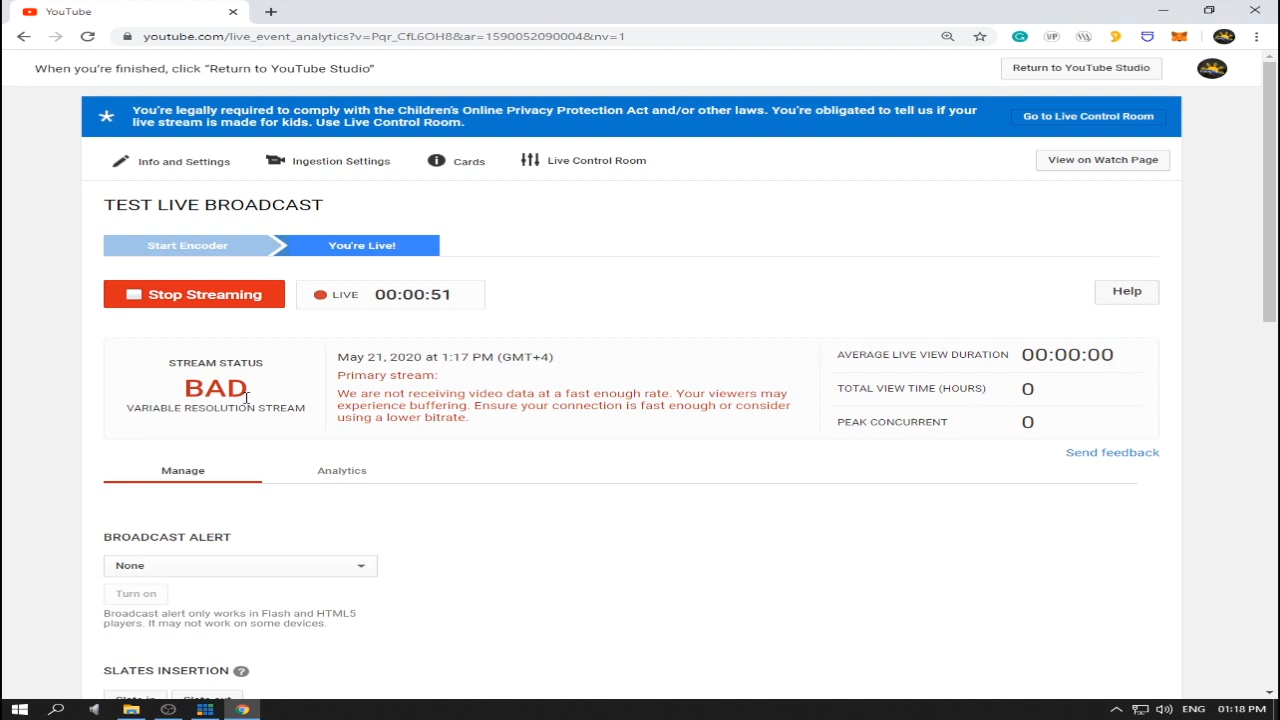 YouTube
youtube.com/live_event_analytics?v=Pqr_CfL6OH8&ar=1590052090004&nv=1
When you're finished, click "Return to YouTube Studio"
Return to YouTube Studio
You're legally required to comply with the Children's Online Privacy Protection Act and/or other laws. You're obligated to tell us if your
live stream is made for kids. Use Live Control Room.
Go to Live Control Room
Info and Settings
Ingestion Settings
Cards
Live Control Room
View on Watch Page
TEST LIVE BROADCAST
Start Encoder
You're Live!
Stop Streaming
LIVE 00:00:51
Help
STREAM STATUS
BAD
VARIABLE RESOLUTION STREAM
May 21, 2020 at 1:17 PM (GMT+4)
Primary stream:
We are not receiving video data at a fast enough rate. Your viewers may
experience buffering. Ensure your connection is fast enough or consider
using a lower bitrate.
AVERAGE LIVE VIEW DURATION 00:00:00
TOTAL VIEW TIME (HOURS) 0
PEAK CONCURRENT 0
Send feedback
Manage
Analytics
BROADCAST ALERT
None
Turn on
Broadcast alert only works in Flash and HTML5
players. It may not work on some devices.
SLATES INSERTION ?
Slate in
Slate out
ENG
01:18 PM